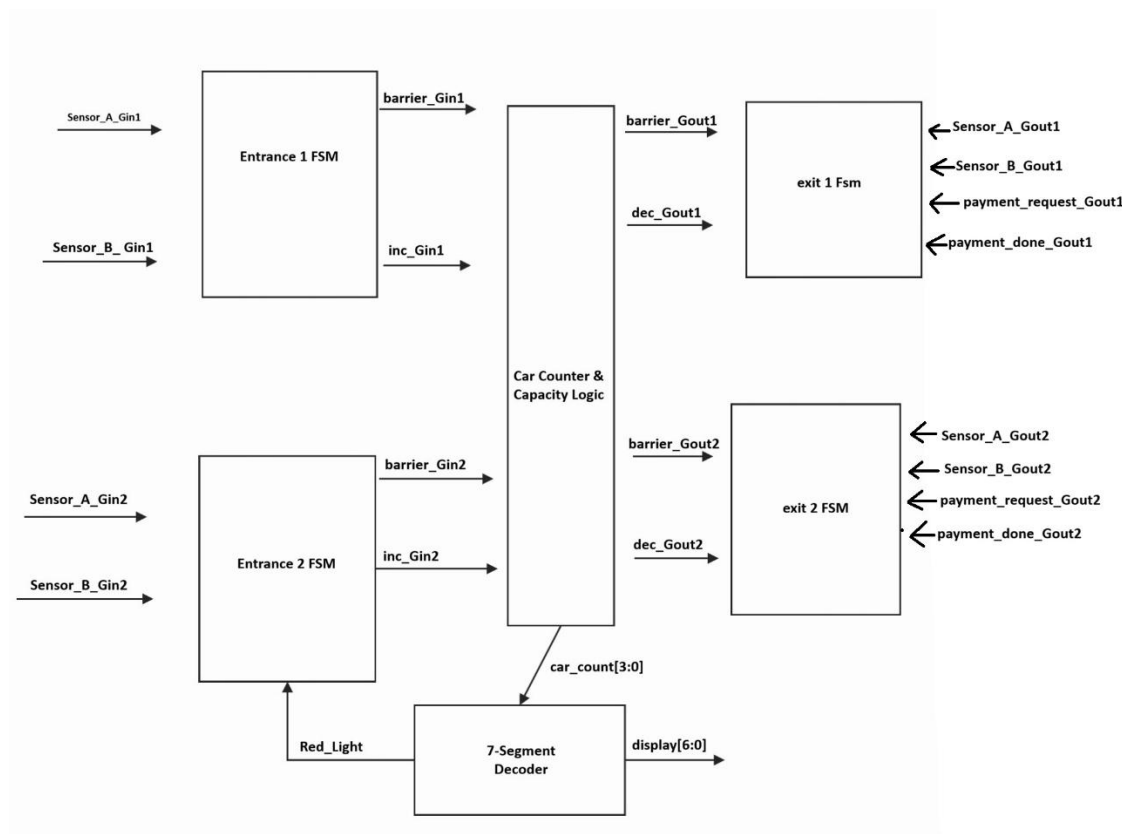 barrier_Gin1
Sensor_A_Gin1
Entrance 1 FSM
Sensor_B_ Gin1
inc_Gin1
barrier_Gout1
dec_Gout1
exit 1 Fsm
Sensor_A_Gout1
Sensor_B_Gout1
payment_request_Gout1
payment_done_Gout1
Car Counter &
Capacity Logic
barrier_Gin2
Sensor_A_Gin2
Entrance 2 FSM
inc_Gin2
Sensor_B_Gin2
barrier_Gout2
dec_Gout2
exit 2 FSM
Sensor_A_Gout2
Sensor_B_Gout2
payment_request_Gout2
payment_done_Gout2
car_count[3:0]
Red_Light
7-Segment
Decoder
display[6:0]